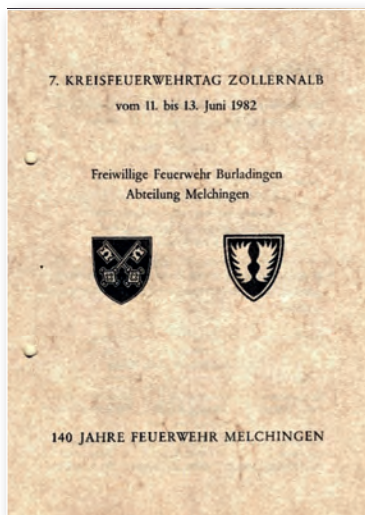 7. KREISFEUERWEHRTAG ZOLLERNALB
vom 11. bis 13. Juni 1982
Freiwillige Feuerwehr Burladingen
Abteilung Melchingen
140 JAHRE FEUERWEHR MELCHINGEN